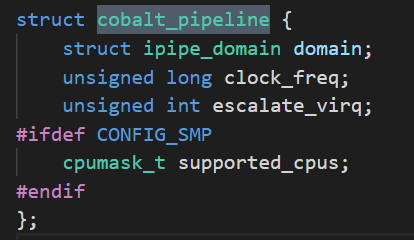 struct cobalt_pipeline {
    struct ipipe_domain domain;
    unsigned long clock_freq;
    unsigned int escalate_virq;
#ifdef CONFIG_SMP
    cpumask_t supported_cpus;
#endif
};